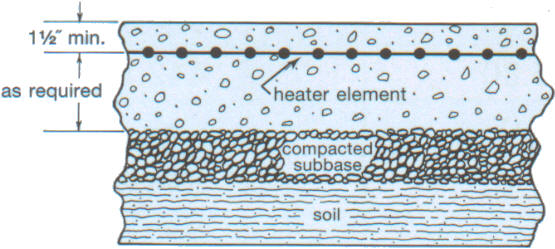 1½" min.
as required
heater element
compacted
subbase
soil